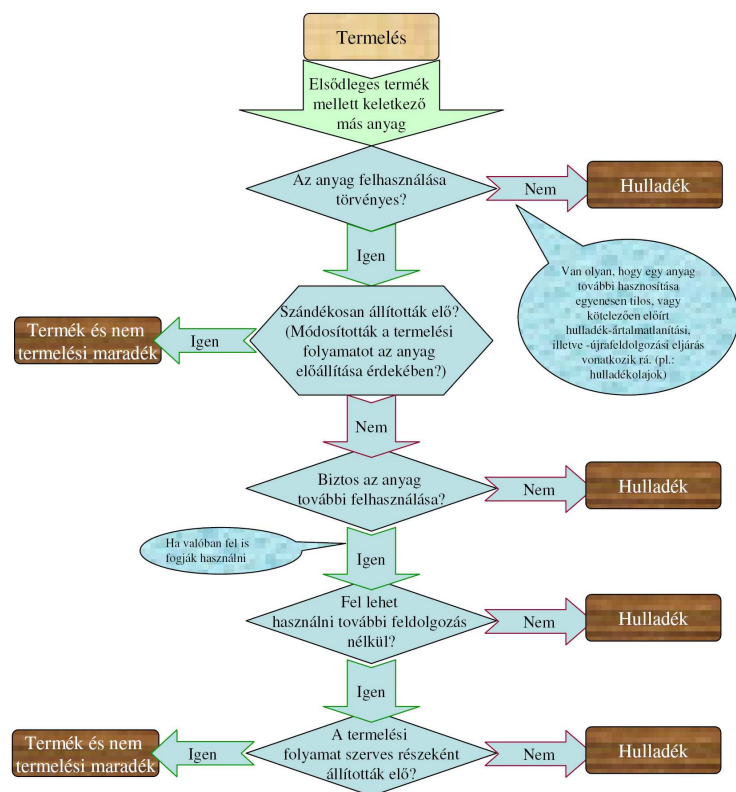 Termelés
Elsődleges termék
mellett keletkező
más anyag
Az anyag felhasználása
törvényes?
Nem
Hulladék
Igen
Van olyan, hogy egy anyag
további hasznosítása
egyenesen tilos, vagy
kötelezően előírt
hulladék-ártalmatlanítási,
illetve -újrafeldolgozási eljárás
vonatkozik rá. (pl.:
hulladékolajok)
Szándékosan állították elő?
(Módosították a termelési
folyamatot az anyag
előállítása érdekében?)
Igen
Termék és nem
termelési maradék
Nem
Biztos az anyag
további felhasználása?
Nem
Hulladék
Ha valóban fel is
fogják használni
Igen
Fel lehet
használni további feldolgozás
nélkül?
Nem
Hulladék
Igen
A termelési
folyamat szerves részeként
állították elő?
Igen
Termék és nem
termelési maradék
Nem
Hulladék